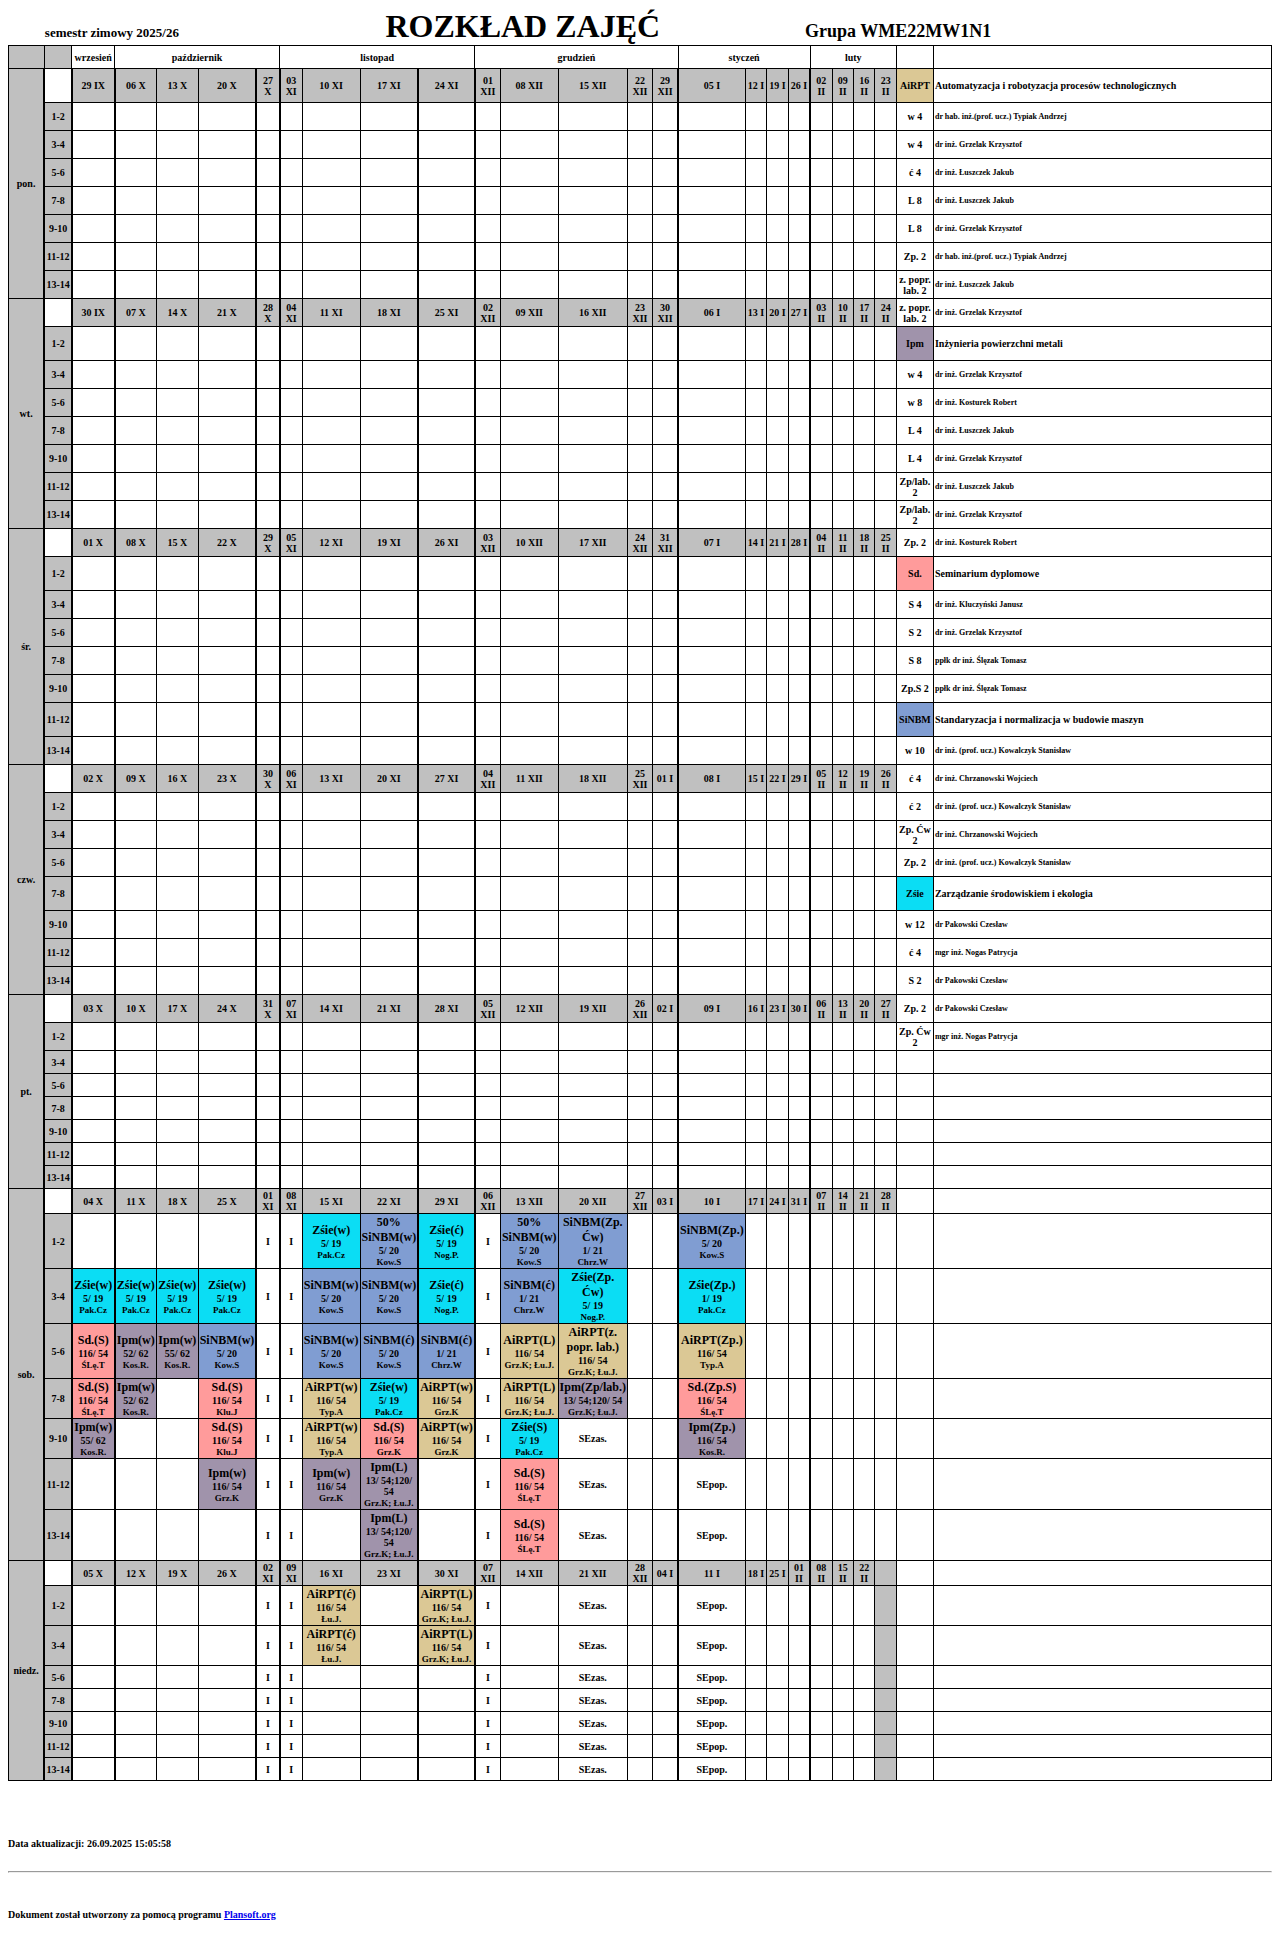 semestr zimowy 2025/26 ROZKŁAD ZAJĘĆ Grupa WME22MW1N1
wrzesień październik listopad grudzień styczeń luty
pon. 29 IX 06 X 13 X 20 X 27 X 03 XI 10 XI 17 XI 24 XI 01 XII 08 XII 15 XII 22 XII 29 XII 05 I 12 I 19 I 26 I 02 II 09 II 16 II 23 II AiRPT Automatyzacja i robotyzacja procesów technologicznych
1-2 w 4 dr hab. inż.(prof. ucz.) Typiak Andrzej
3-4 w 4 dr inż. Grzelak Krzysztof
5-6 ć 4 dr inż. Łuszczek Jakub
7-8 L 8 dr inż. Łuszczek Jakub
9-10 L 8 dr inż. Grzelak Krzysztof
11-12 Zp. 2 dr hab. inż.(prof. ucz.) Typiak Andrzej
13-14 z. popr. lab. 2 dr inż. Łuszczek Jakub
wt. 30 IX 07 X 14 X 21 X 28 X 04 XI 11 XI 18 XI 25 XI 02 XII 09 XII 16 XII 23 XII 30 XII 06 I 13 I 20 I 27 I 03 II 10 II 17 II 24 II z. popr. lab. 2 dr inż. Grzelak Krzysztof
1-2 Ipm Inżynieria powierzchni metali
3-4 w 4 dr inż. Grzelak Krzysztof
5-6 w 8 dr inż. Kosturek Robert
7-8 L 4 dr inż. Łuszczek Jakub
9-10 L 4 dr inż. Grzelak Krzysztof
11-12 Zp/lab. 2 dr inż. Łuszczek Jakub
13-14 Zp/lab. 2 dr inż. Grzelak Krzysztof
śr. 01 X 08 X 15 X 22 X 29 X 05 XI 12 XI 19 XI 26 XI 03 XII 10 XII 17 XII 24 XII 31 XII 07 I 14 I 21 I 28 I 04 II 11 II 18 II 25 II Zp. 2 dr inż. Kosturek Robert
1-2 Sd. Seminarium dyplomowe
3-4 S 4 dr inż. Kluczyński Janusz
5-6 S 2 dr inż. Grzelak Krzysztof
7-8 S 8 ppłk dr inż. Ślęzak Tomasz
9-10 Zp.S 2 ppłk dr inż. Ślęzak Tomasz
11-12 SiNBM Standaryzacja i normalizacja w budowie maszyn
13-14 w 10 dr inż. (prof. ucz.) Kowalczyk Stanisław
czw. 02 X 09 X 16 X 23 X 30 X 06 XI 13 XI 20 XI 27 XI 04 XII 11 XII 18 XII 25 XII 01 I 08 I 15 I 22 I 29 I 05 II 12 II 19 II 26 II ć 4 dr inż. Chrzanowski Wojciech
1-2 ć 2 dr inż. (prof. ucz.) Kowalczyk Stanisław
3-4 Zp. Ćw 2 dr inż. Chrzanowski Wojciech
5-6 Zp. 2 dr inż. (prof. ucz.) Kowalczyk Stanisław
7-8 Zśie Zarządzanie środowiskiem i ekologia
9-10 w 12 dr Pakowski Czesław
11-12 ć 4 mgr inż. Nogas Patrycja
13-14 S 2 dr Pakowski Czesław
pt. 03 X 10 X 17 X 24 X 31 X 07 XI 14 XI 21 XI 28 XI 05 XII 12 XII 19 XII 26 XII 02 I 09 I 16 I 23 I 30 I 06 II 13 II 20 II 27 II Zp. 2 dr Pakowski Czesław
1-2 Zp. Ćw 2 mgr inż. Nogas Patrycja
3-4
5-6
7-8
9-10
11-12
13-14
sob. 04 X 11 X 18 X 25 X 01 XI 08 XI 15 XI 22 XI 29 XI 06 XII 13 XII 20 XII 27 XII 03 I 10 I 17 I 24 I 31 I 07 II 14 II 21 II 28 II
1-2 I I Zśie(w) 5/ 19 Pak.Cz 50% SiNBM(w) 5/ 20 Kow.S Zśie(ć) 5/ 19 Nog.P. I 50% SiNBM(w) 5/ 20 Kow.S SiNBM(Zp. Ćw) 1/ 21 Chrz.W SiNBM(Zp.) 5/ 20 Kow.S
3-4 Zśie(w) 5/ 19 Pak.Cz Zśie(w) 5/ 19 Pak.Cz Zśie(w) 5/ 19 Pak.Cz Zśie(w) 5/ 19 Pak.Cz I I SiNBM(w) 5/ 20 Kow.S SiNBM(w) 5/ 20 Kow.S Zśie(ć) 5/ 19 Nog.P. I SiNBM(ć) 1/ 21 Chrz.W Zśie(Zp. Ćw) 5/ 19 Nog.P. Zśie(Zp.) 1/ 19 Pak.Cz
5-6 Sd.(S) 116/ 54 ŚLę.T Ipm(w) 52/ 62 Kos.R. Ipm(w) 55/ 62 Kos.R. SiNBM(w) 5/ 20 Kow.S I I SiNBM(w) 5/ 20 Kow.S SiNBM(ć) 5/ 20 Kow.S SiNBM(ć) 1/ 21 Chrz.W I AiRPT(L) 116/ 54 Grz.K; Łu.J. AiRPT(z. popr. lab.) 116/ 54 Grz.K; Łu.J. AiRPT(Zp.) 116/ 54 Typ.A
7-8 Sd.(S) 116/ 54 ŚLę.T Ipm(w) 52/ 62 Kos.R. Sd.(S) 116/ 54 Klu.J I I AiRPT(w) 116/ 54 Typ.A Zśie(w) 5/ 19 Pak.Cz AiRPT(w) 116/ 54 Grz.K I AiRPT(L) 116/ 54 Grz.K; Łu.J. Ipm(Zp/lab.) 13/ 54;120/ 54 Grz.K; Łu.J. Sd.(Zp.S) 116/ 54 ŚLę.T
9-10 Ipm(w) 55/ 62 Kos.R. Sd.(S) 116/ 54 Klu.J I I AiRPT(w) 116/ 54 Typ.A Sd.(S) 116/ 54 Grz.K AiRPT(w) 116/ 54 Grz.K I Zśie(S) 5/ 19 Pak.Cz SEzas. Ipm(Zp.) 116/ 54 Kos.R.
11-12 Ipm(w) 116/ 54 Grz.K I I Ipm(w) 116/ 54 Grz.K Ipm(L) 13/ 54;120/ 54 Grz.K; Łu.J. I Sd.(S) 116/ 54 ŚLę.T SEzas. SEpop.
13-14 I I Ipm(L) 13/ 54;120/ 54 Grz.K; Łu.J. I Sd.(S) 116/ 54 ŚLę.T SEzas. SEpop.
niedz. 05 X 12 X 19 X 26 X 02 XI 09 XI 16 XI 23 XI 30 XI 07 XII 14 XII 21 XII 28 XII 04 I 11 I 18 I 25 I 01 II 08 II 15 II 22 II
1-2 I I AiRPT(ć) 116/ 54 Łu.J. AiRPT(L) 116/ 54 Grz.K; Łu.J. I SEzas. SEpop.
3-4 I I AiRPT(ć) 116/ 54 Łu.J. AiRPT(L) 116/ 54 Grz.K; Łu.J. I SEzas. SEpop.
5-6 I I I SEzas. SEpop.
7-8 I I I SEzas. SEpop.
9-10 I I I SEzas. SEpop.
11-12 I I I SEzas. SEpop.
13-14 I I I SEzas. SEpop.
Data aktualizacji: 26.09.2025 15:05:58
Dokument został utworzony za pomocą programu Plansoft.org